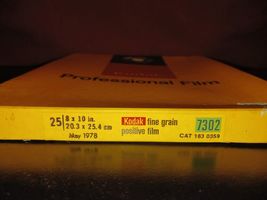 Professional Film
25 8 x 10 in.
20.3 x 25.4 cm
May 1978
Kodak fine grain
positive film
7302
CAT 183 0359